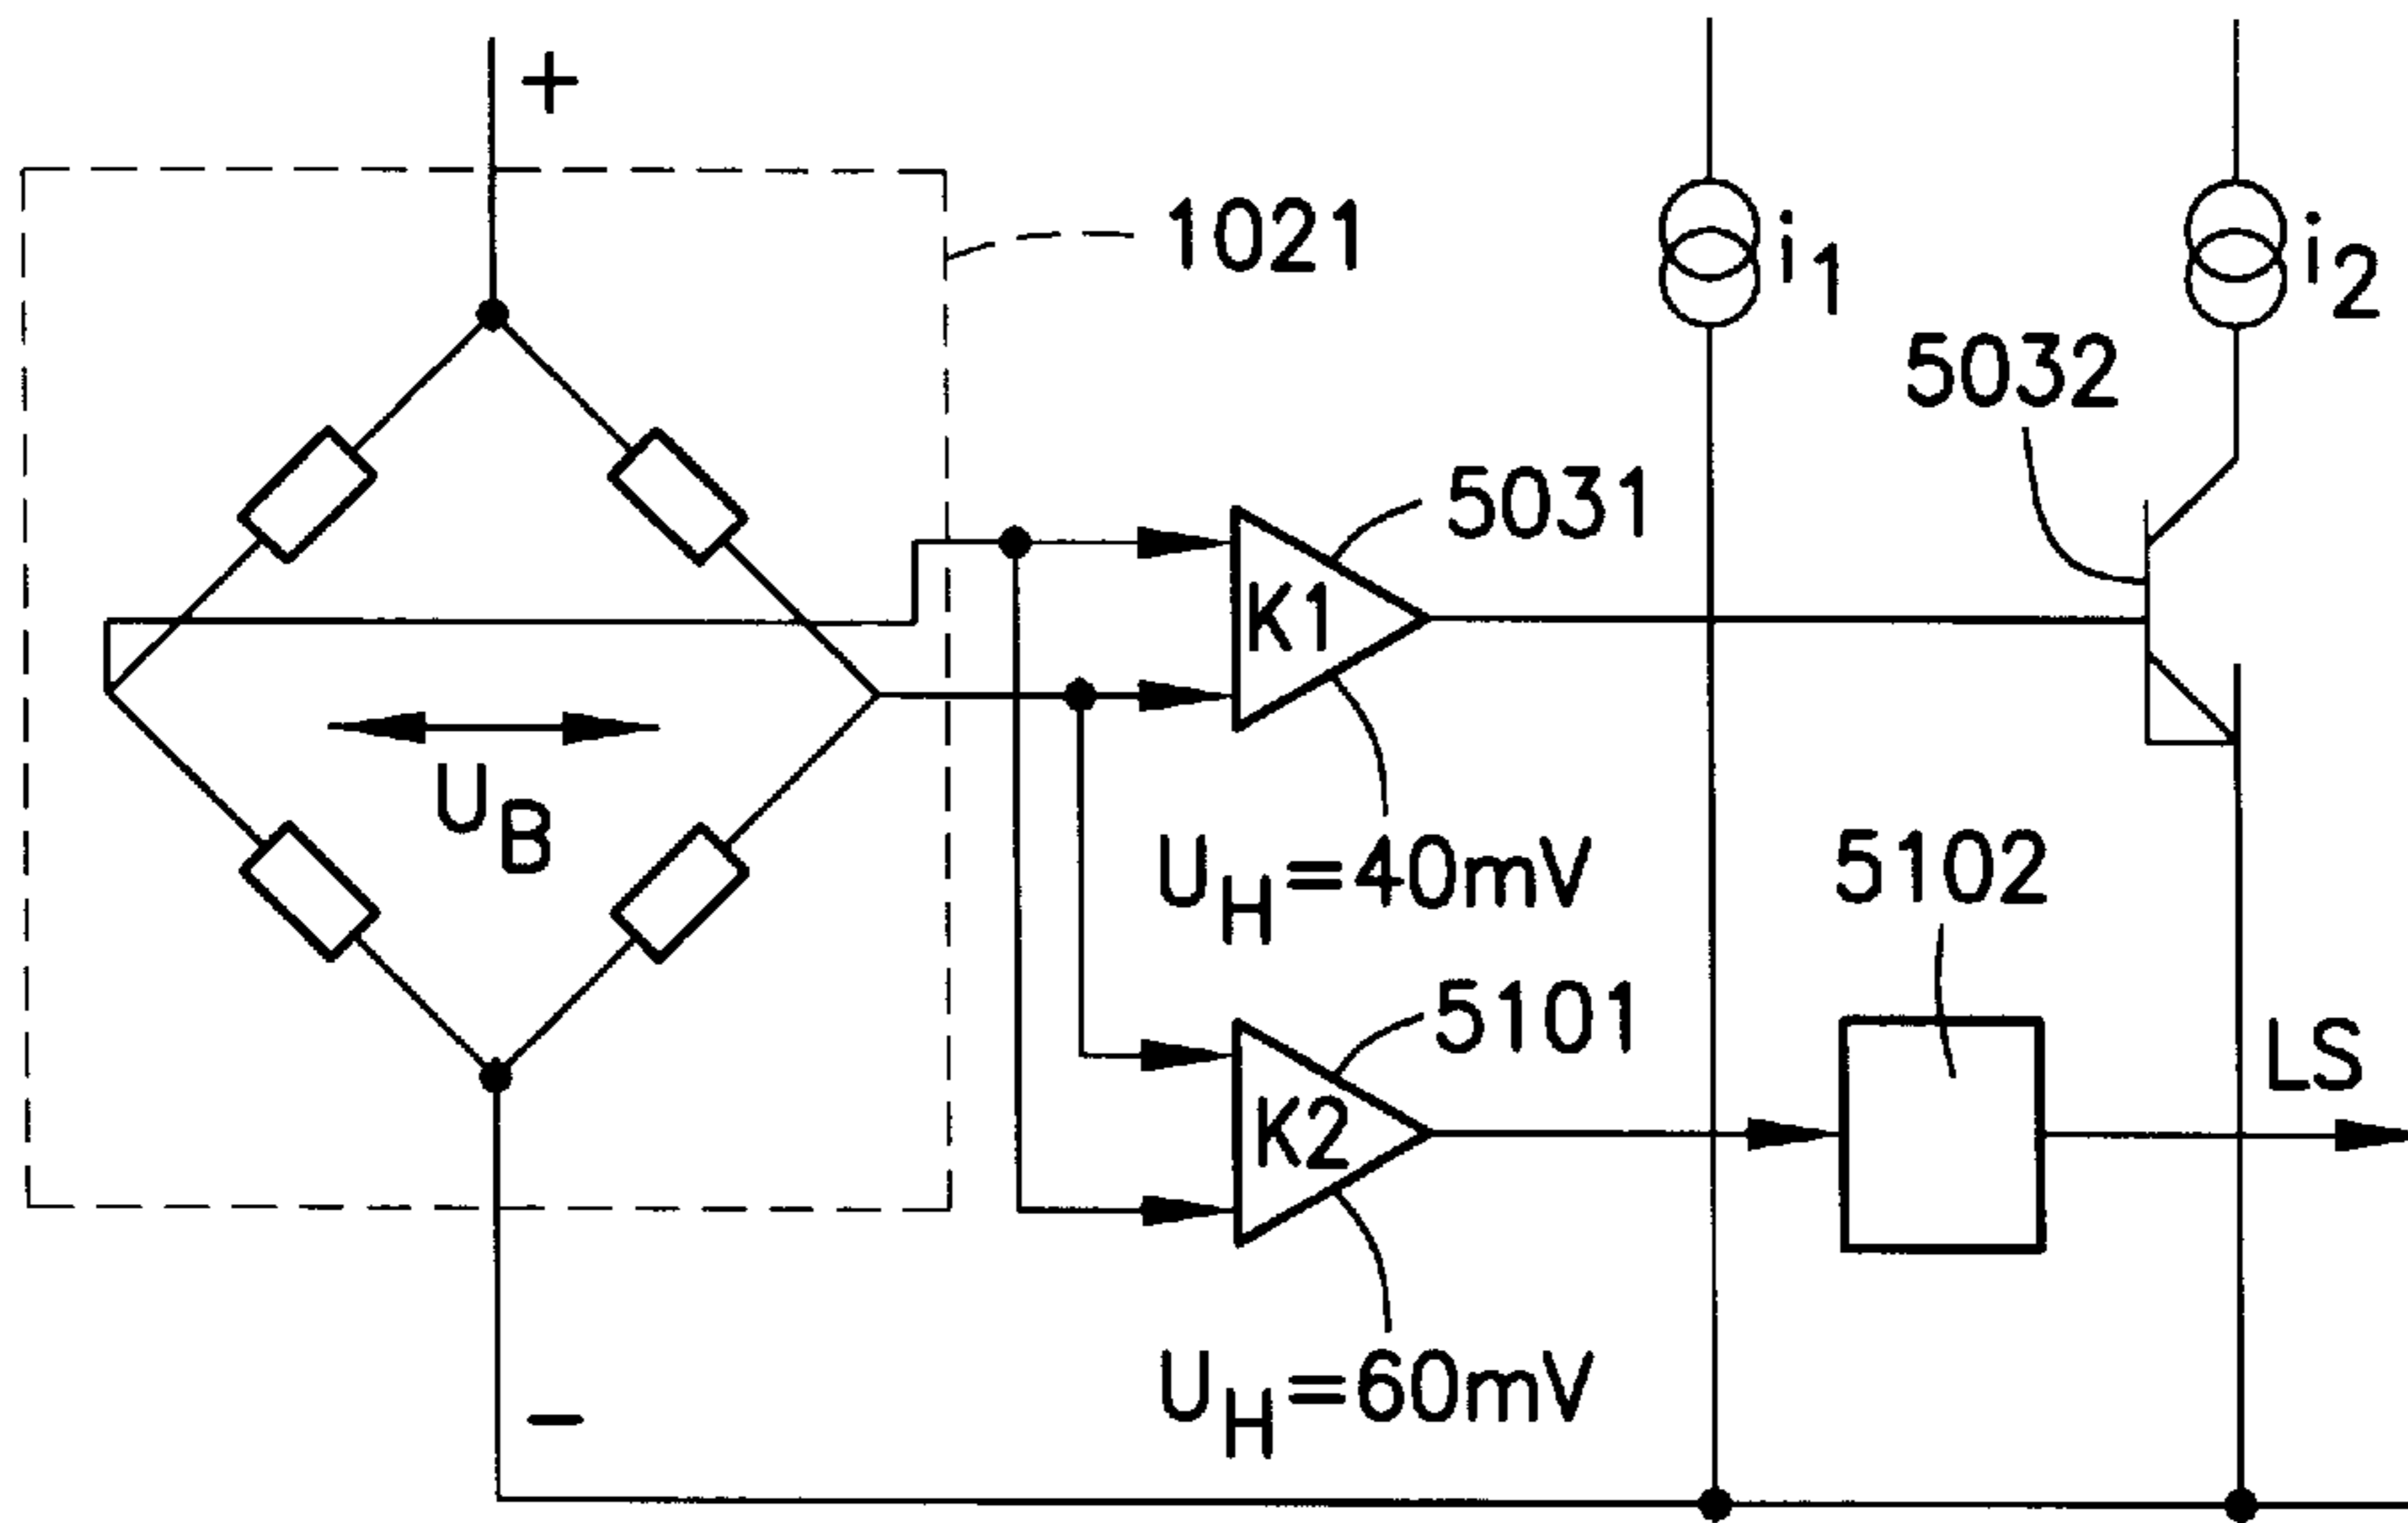 +
1021
i1
i2
5032
5031
K1
UB
UH=40mV
5102
5101
K2
LS
UH=60mV
−